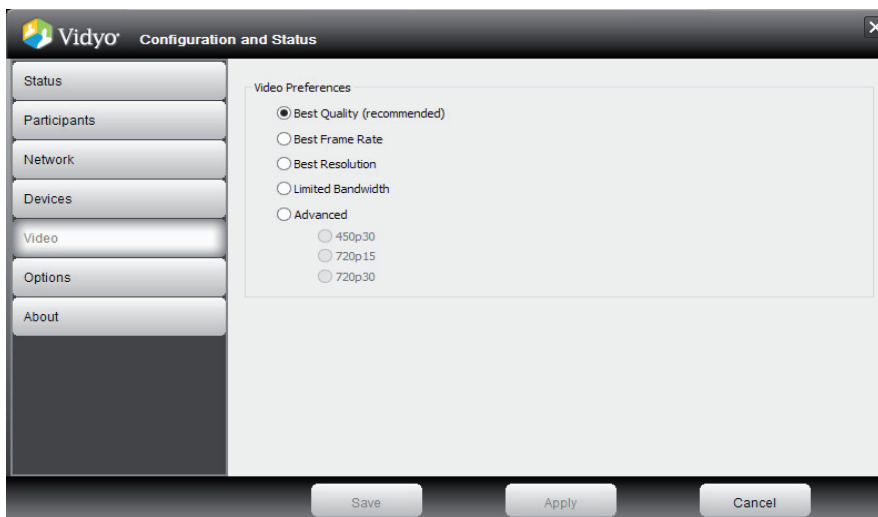 Vidyo Configuration and Status
Status
Participants
Network
Devices
Video
Options
About
Video Preferences
Best Quality (recommended)
Best Frame Rate
Best Resolution
Limited Bandwidth
Advanced
450p30
720p15
720p30
Save
Apply
Cancel